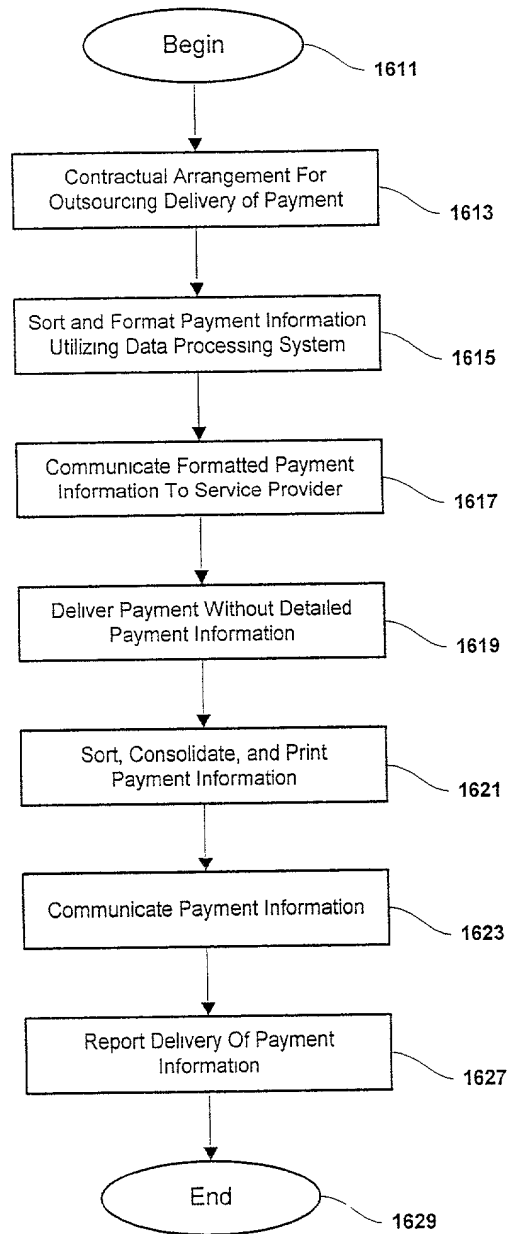 Begin
1611
Contractual Arrangement For
Outsourcing Delivery of Payment
1613
Sort and Format Payment Information
Utilizing Data Processing System
1615
Communicate Formatted Payment
Information To Service Provider
1617
Deliver Payment Without Detailed
Payment Information
1619
Sort, Consolidate, and Print
Payment Information
1621
Communicate Payment Information
1623
Report Delivery Of Payment
Information
1627
End
1629